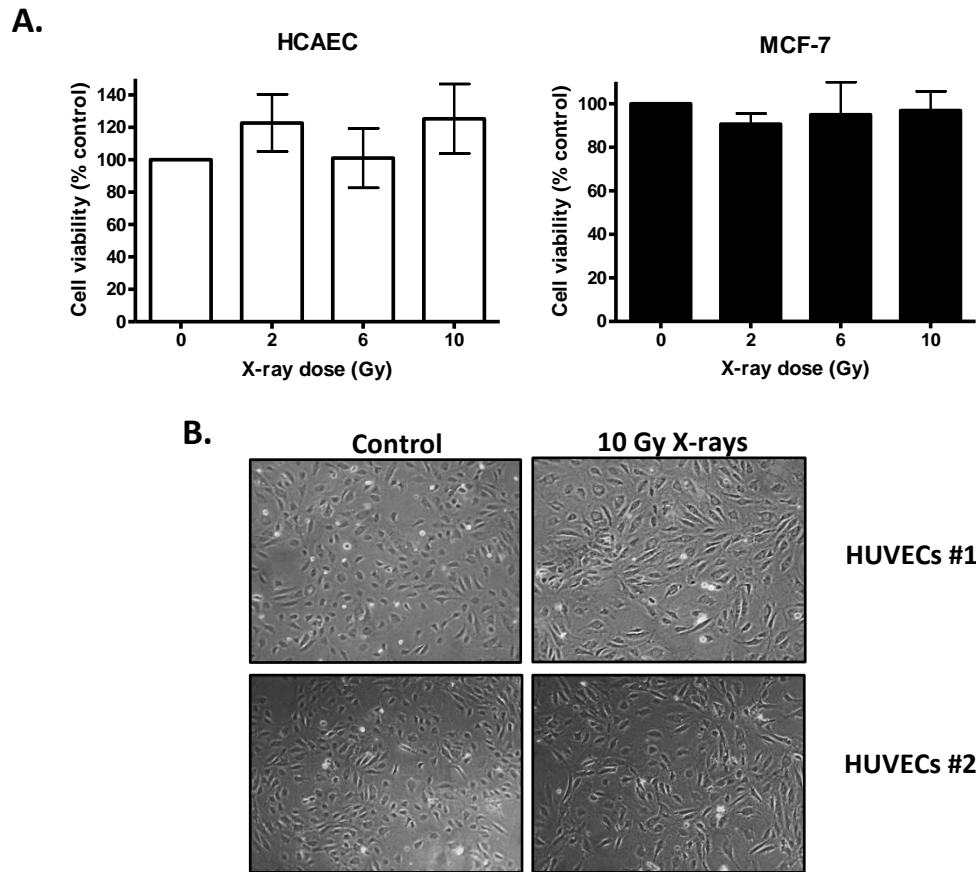 A.
HCAEC
Cell viability (% control)
140
120
100
80
60
40
20
0
0 2 6 10
X-ray dose (Gy)
MCF-7
Cell viability (% control)
100
80
60
40
20
0
0 2 6 10
X-ray dose (Gy)
B.
Control 10 Gy X-rays
HUVECs #1
HUVECs #2